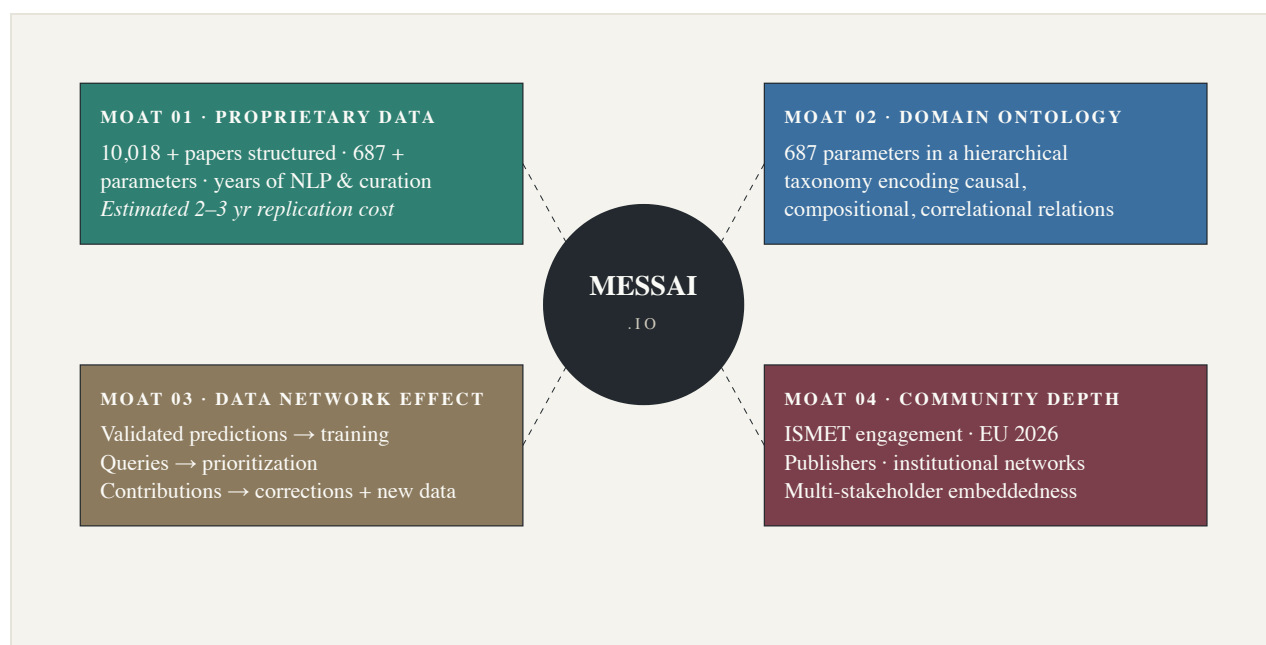 MOAT 01 · PROPRIETARY DATA
10,018 + papers structured · 687 +
parameters · years of NLP & curation
Estimated 2–3 yr replication cost
MOAT 02 · DOMAIN ONTOLOGY
687 parameters in a hierarchical
taxonomy encoding causal,
compositional, correlational relations
MESSAI
.IO
MOAT 03 · DATA NETWORK EFFECT
Validated predictions → training
Queries → prioritization
Contributions → corrections + new data
MOAT 04 · COMMUNITY DEPTH
ISMET engagement · EU 2026
Publishers · institutional networks
Multi-stakeholder embeddedness